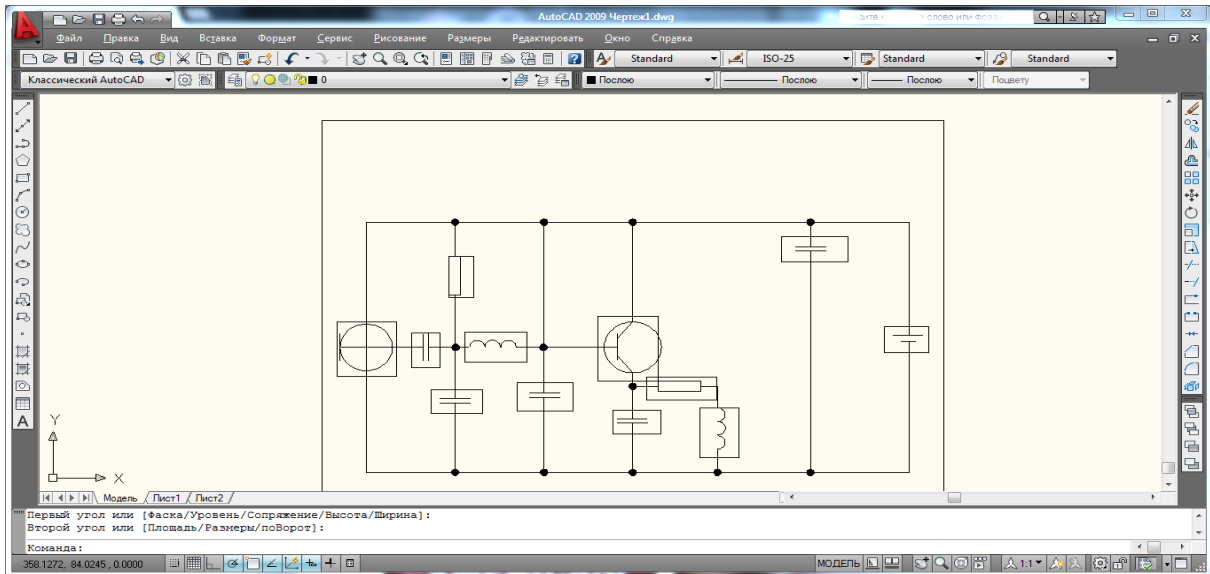 AutoCAD 2009 Чертеж1.dwg
Файл Правка Вид Вставка Формат Сервис Рисование Размеры Редактировать Окно Справка
Standard ISO-25 Standard Standard
Классический AutoCAD 0 Послою Послою Послою Поцвету
A
Y
X
Модель Лист1 Лист2
Первый угол или [Фаска/Уровень/Сопряжение/Высота/Ширина]:
Второй угол или [Площадь/Размеры/поВорот]:
Команда:
358.1272, 84.0245, 0.0000 МОДЕЛЬ 1:1